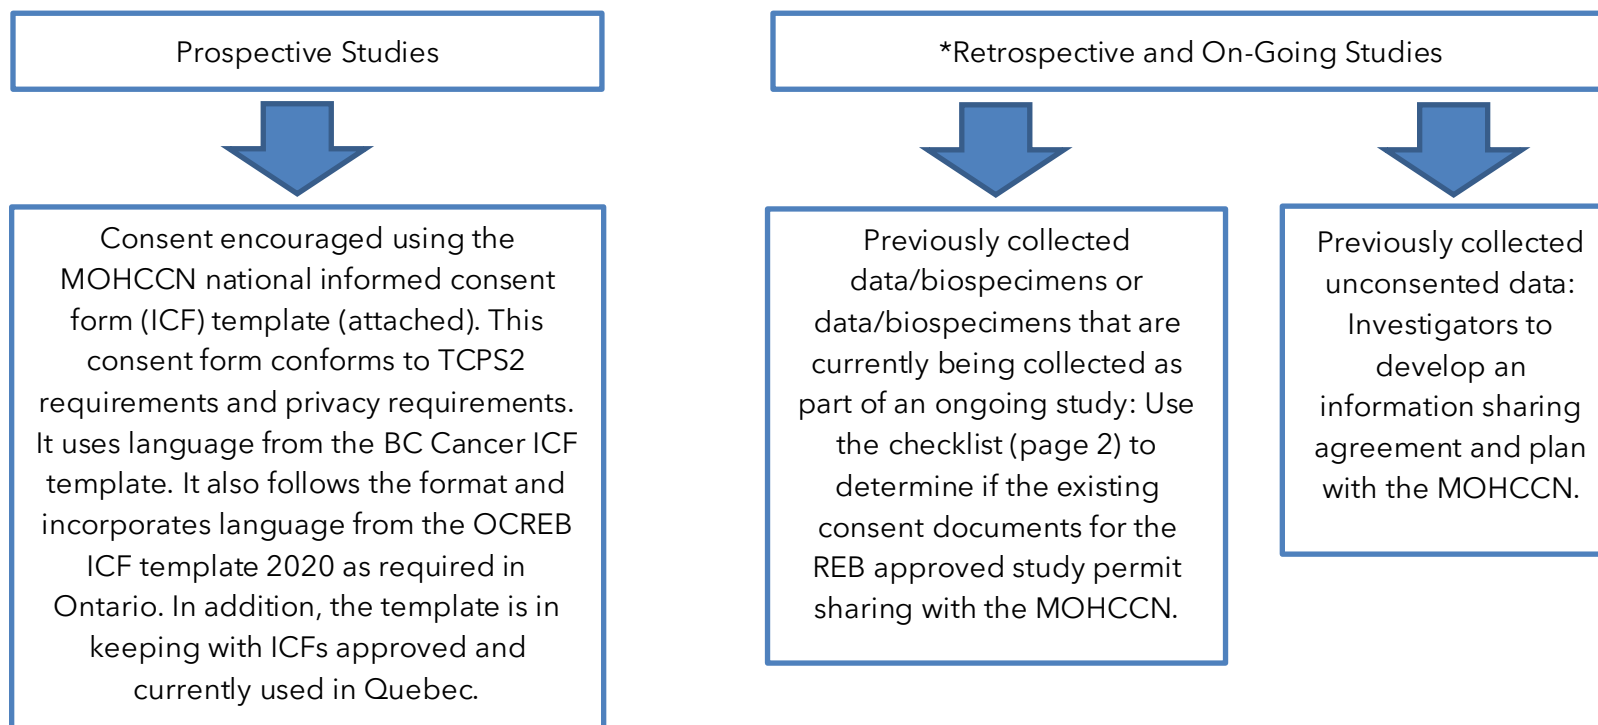 Prospective Studies
Consent encouraged using the
MOHCCN national informed consent
form (ICF) template (attached). This
consent form conforms to TCPS2
requirements and privacy requirements.
It uses language from the BC Cancer ICF
template. It also follows the format and
incorporates language from the OCREB
ICF template 2020 as required in
Ontario. In addition, the template is in
keeping with ICFs approved and
currently used in Quebec.
*Retrospective and On-Going Studies
Previously collected
data/biospecimens or
data/biospecimens that are
currently being collected as
part of an ongoing study: Use
the checklist (page 2) to
determine if the existing
consent documents for the
REB approved study permit
sharing with the MOHCCN.
Previously collected
unconsented data:
Investigators to
develop an
information sharing
agreement and plan
with the MOHCCN.